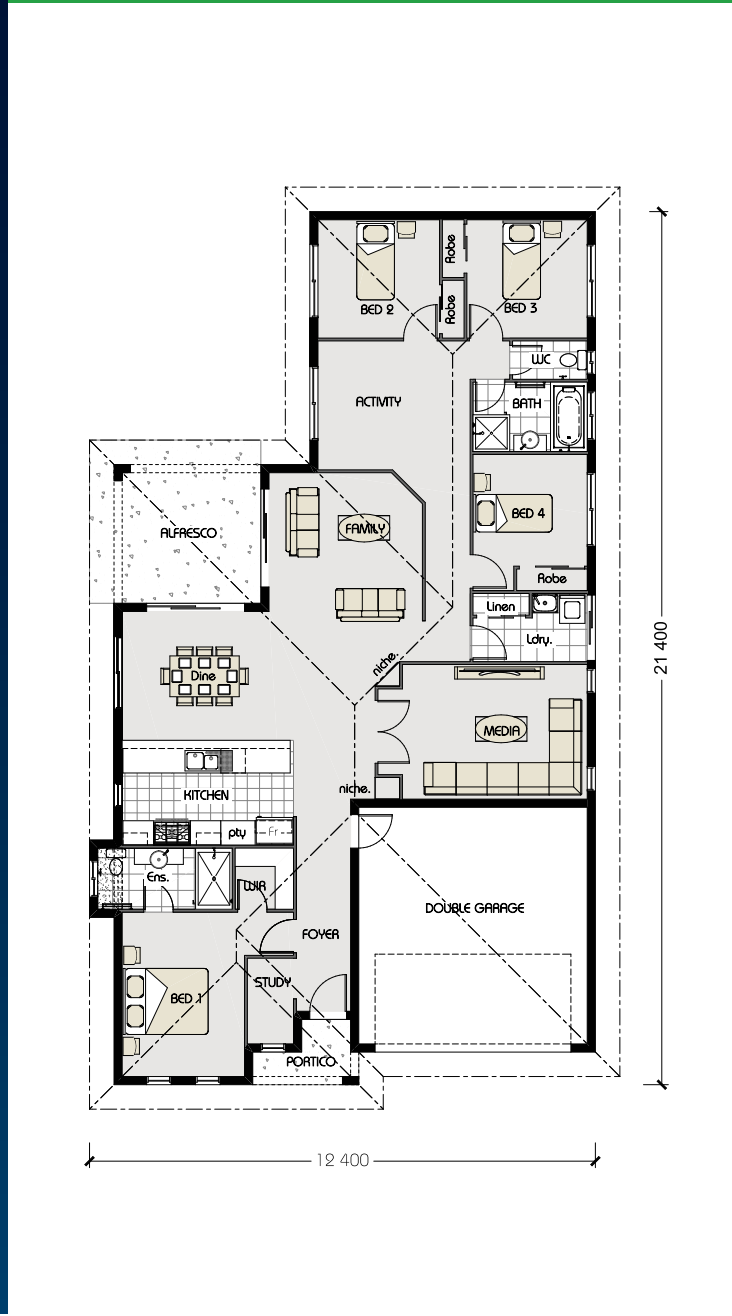 Robe
BED 2
Robe
BED 3
WC
ACTIVITY
BATH
BED 4
FAMILY
ALFRESCO
Robe
Linen
Ldry.
niche.
Dine
MEDIA
niche.
KITCHEN
pty
Fr
Ens.
WIR
DOUBLE GARAGE
FOYER
STUDY
BED 1
PORTICO
21 400
12 400